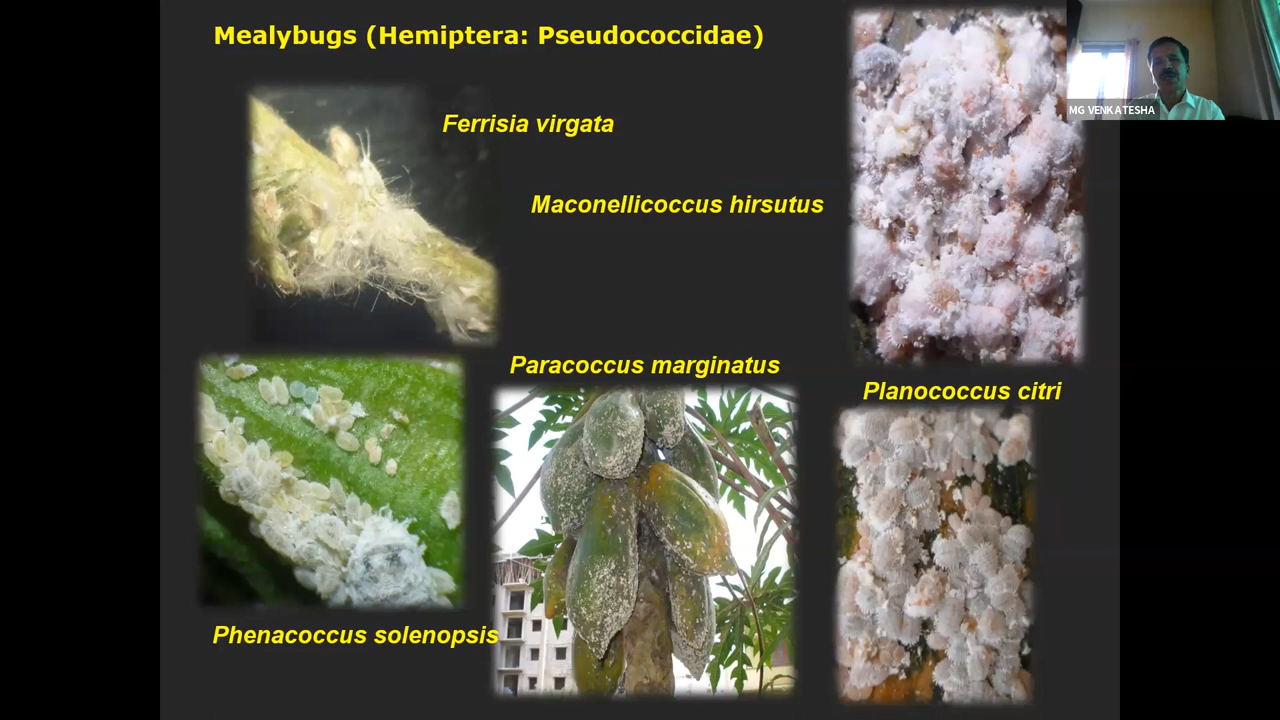 Mealybugs (Hemiptera: Pseudococcidae)
MG VENKATESHA
Ferrisia virgata
Maconellicoccus hirsutus
Paracoccus marginatus
Planococcus citri
Phenacoccus solenopsis